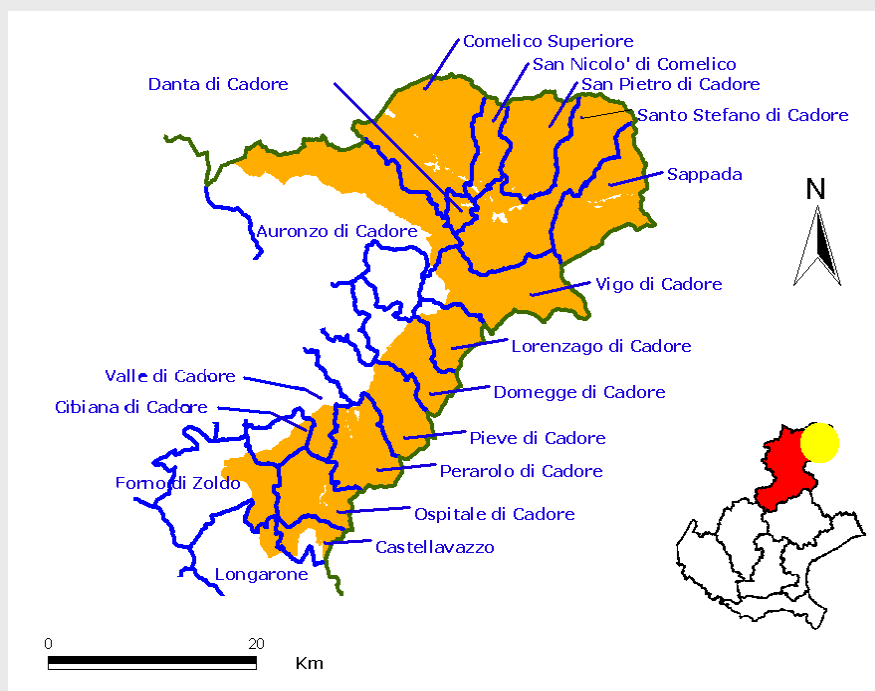 Comelico Superiore
San Nicolo' di Comelico
Danta di Cadore
San Pietro di Cadore
Santo Stefano di Cadore
Sappada
N
Auronzo di Cadore
Vigo di Cadore
Lorenzago di Cadore
Valle di Cadore
Domegge di Cadore
Cibiana di Cadore
Pieve di Cadore
Perarolo di Cadore
Forno di Zoldo
Ospitale di Cadore
Castellavazzo
Longarone
0 20
Km